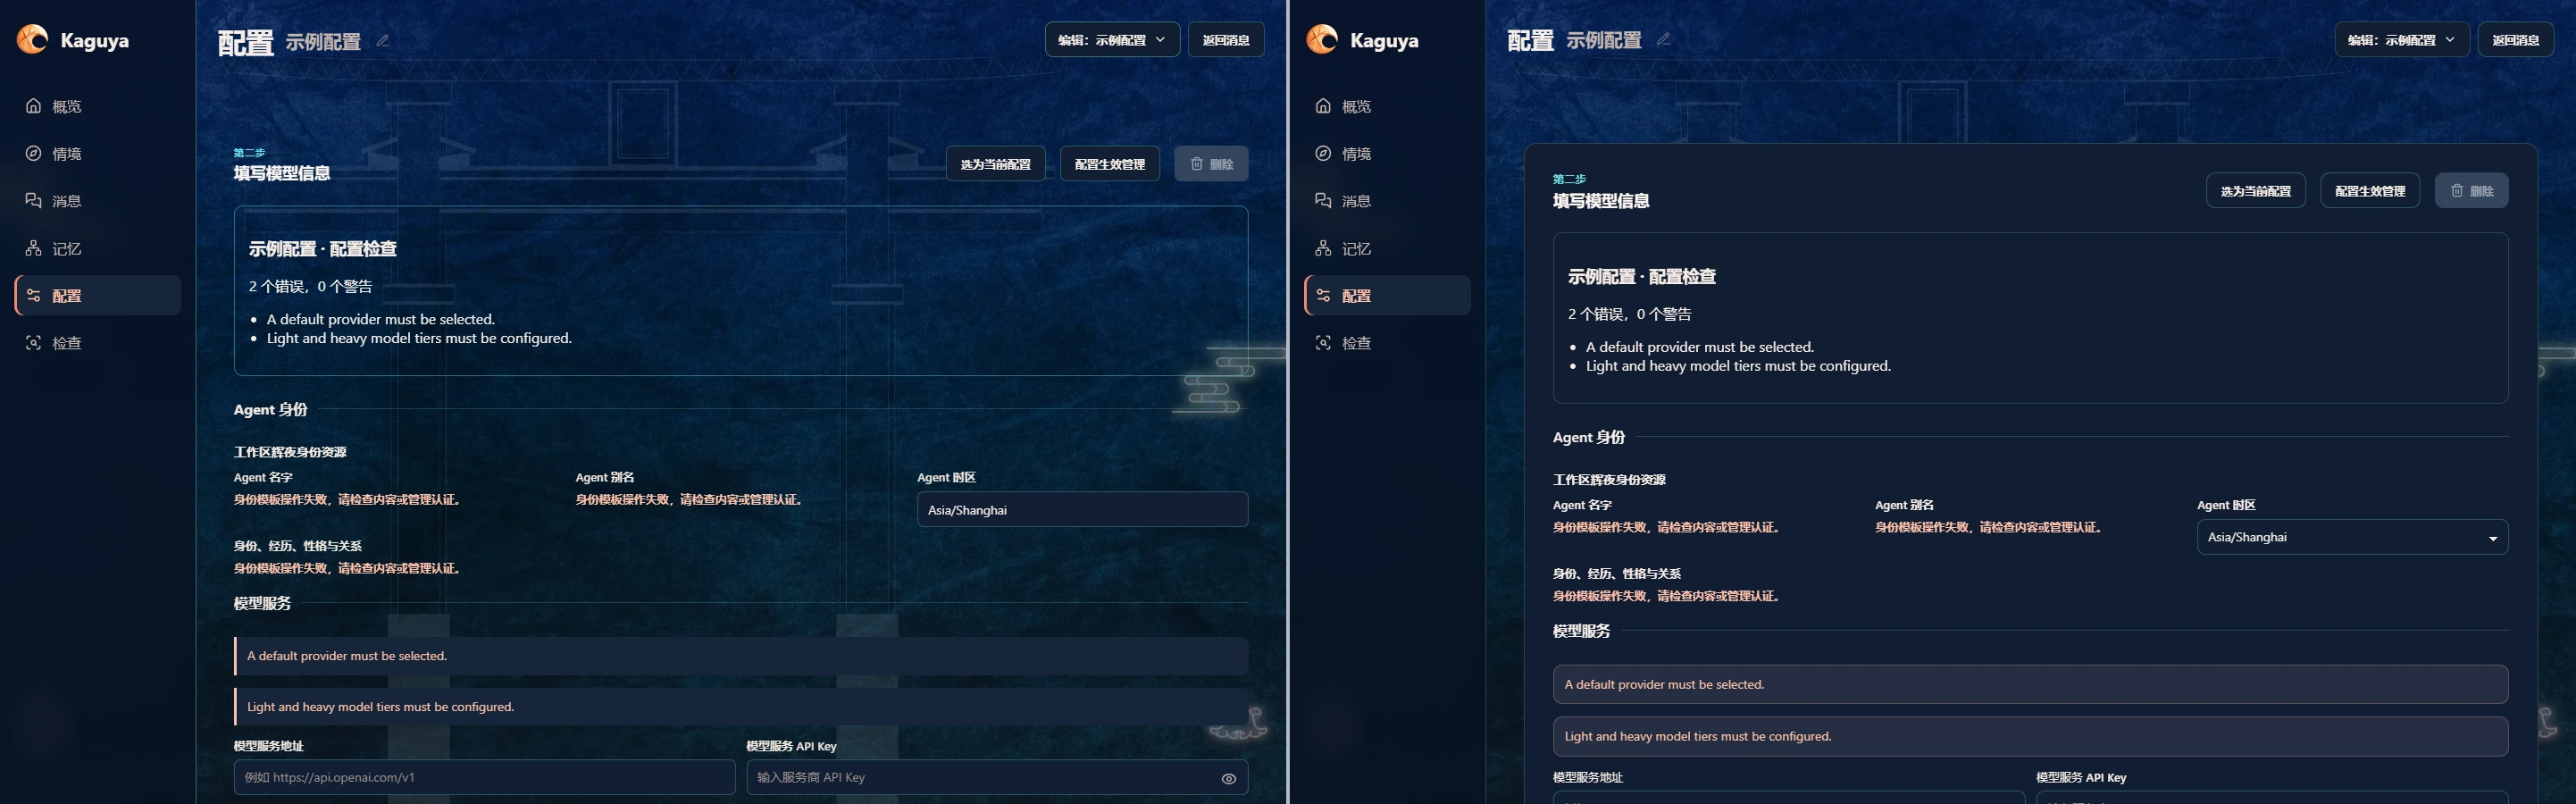 Kaguya
概览
情境
消息
记忆
配置
检查
配置 示例配置
编辑：示例配置
返回消息
第二步
填写模型信息
选为当前配置
配置生效管理
删除
示例配置 · 配置检查
2 个错误，0 个警告
A default provider must be selected.
Light and heavy model tiers must be configured.
Agent 身份
工作区辉夜身份资源
Agent 名字
身份模板操作失败，请检查内容或管理认证。
Agent 别名
身份模板操作失败，请检查内容或管理认证。
Agent 时区
Asia/Shanghai
身份、经历、性格与关系
身份模板操作失败，请检查内容或管理认证。
模型服务
A default provider must be selected.
Light and heavy model tiers must be configured.
模型服务地址
例如 https://api.openai.com/v1
模型服务 API Key
输入服务商 API Key
Kaguya
概览
情境
消息
记忆
配置
检查
配置 示例配置
编辑：示例配置
返回消息
第二步
填写模型信息
选为当前配置
配置生效管理
删除
示例配置 · 配置检查
2 个错误，0 个警告
A default provider must be selected.
Light and heavy model tiers must be configured.
Agent 身份
工作区辉夜身份资源
Agent 名字
身份模板操作失败，请检查内容或管理认证。
Agent 别名
身份模板操作失败，请检查内容或管理认证。
Agent 时区
Asia/Shanghai
身份、经历、性格与关系
身份模板操作失败，请检查内容或管理认证。
模型服务
A default provider must be selected.
Light and heavy model tiers must be configured.
模型服务地址
模型服务 API Key